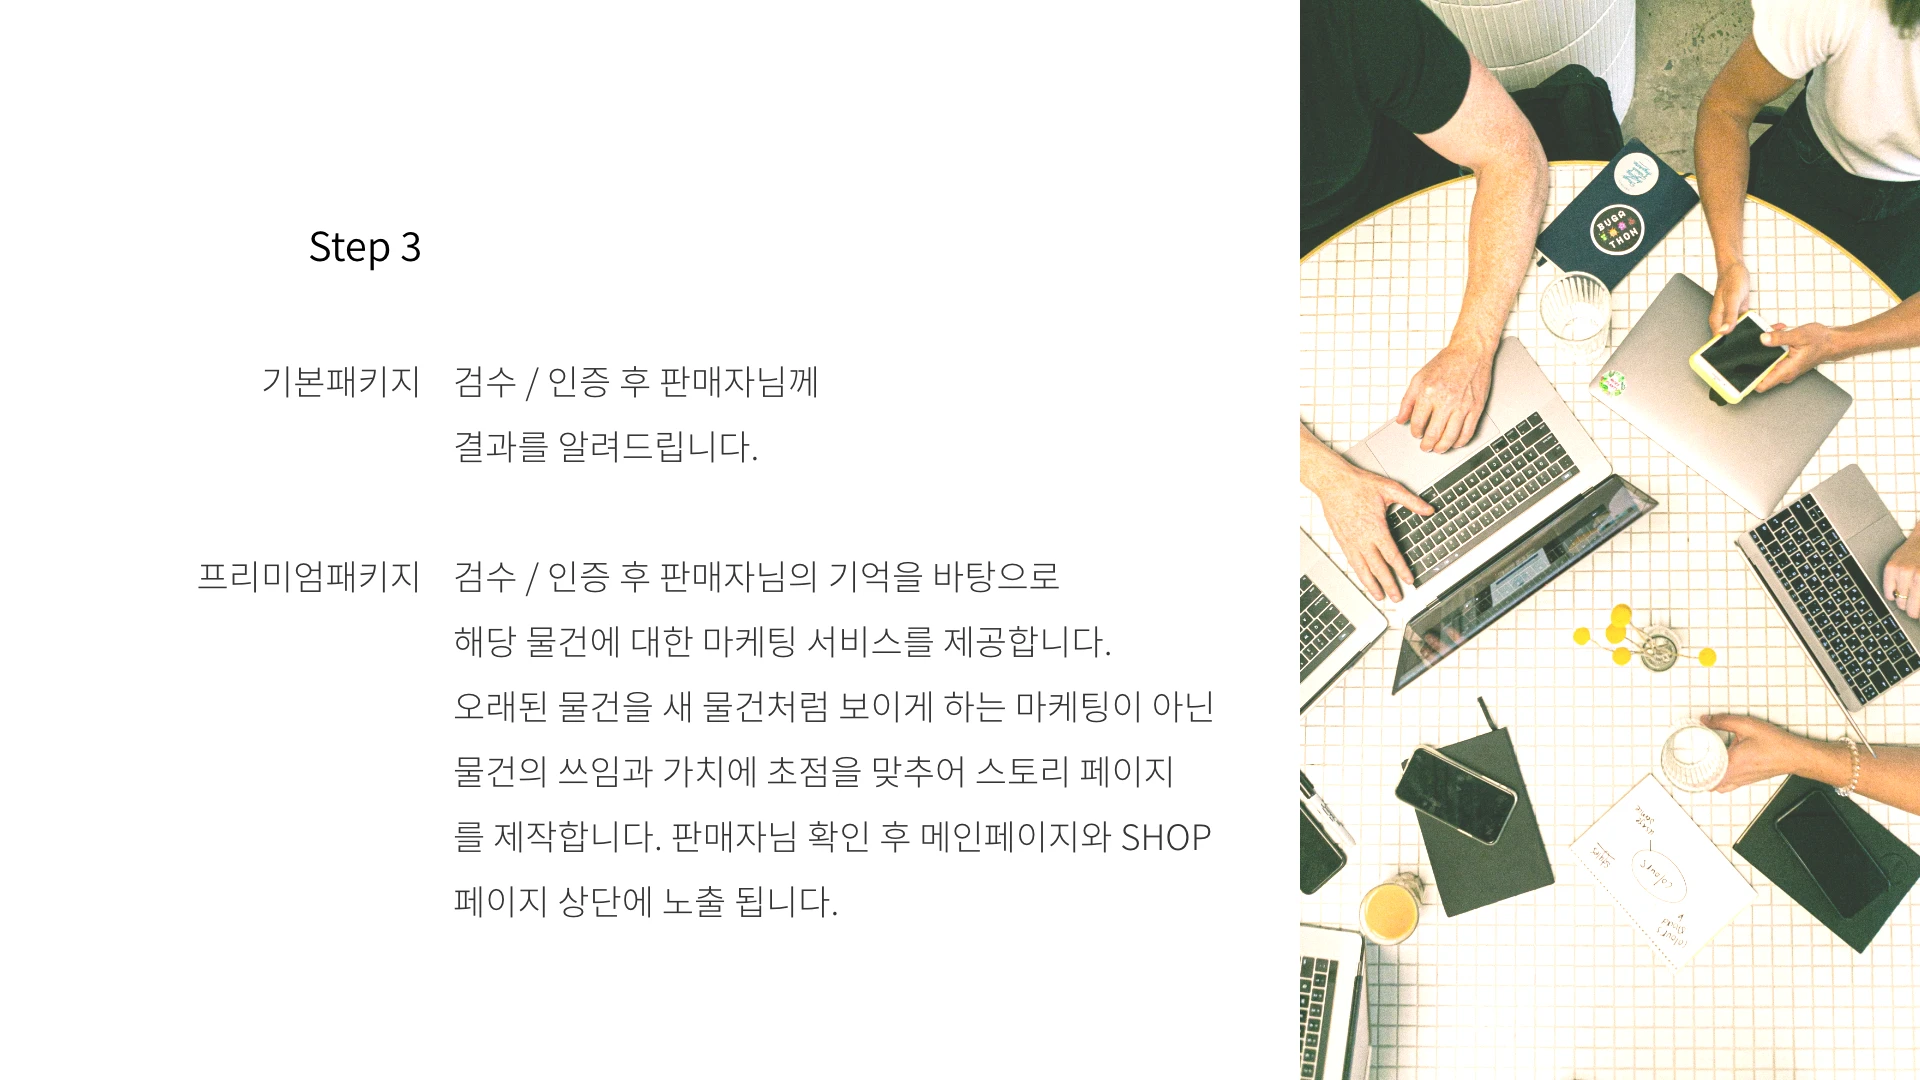 Step 3
기본패키지 검수 / 인증 후 판매자님께
결과를 알려드립니다.
프리미엄패키지 검수 / 인증 후 판매자님의 기억을 바탕으로
해당 물건에 대한 마케팅 서비스를 제공합니다.
오래된 물건을 새 물건처럼 보이게 하는 마케팅이 아닌
물건의 쓰임과 가치에 초점을 맞추어 스토리 페이지
를 제작합니다. 판매자님 확인 후 메인페이지와 SHOP
페이지 상단에 노출 됩니다.
BUGA
THON
colours